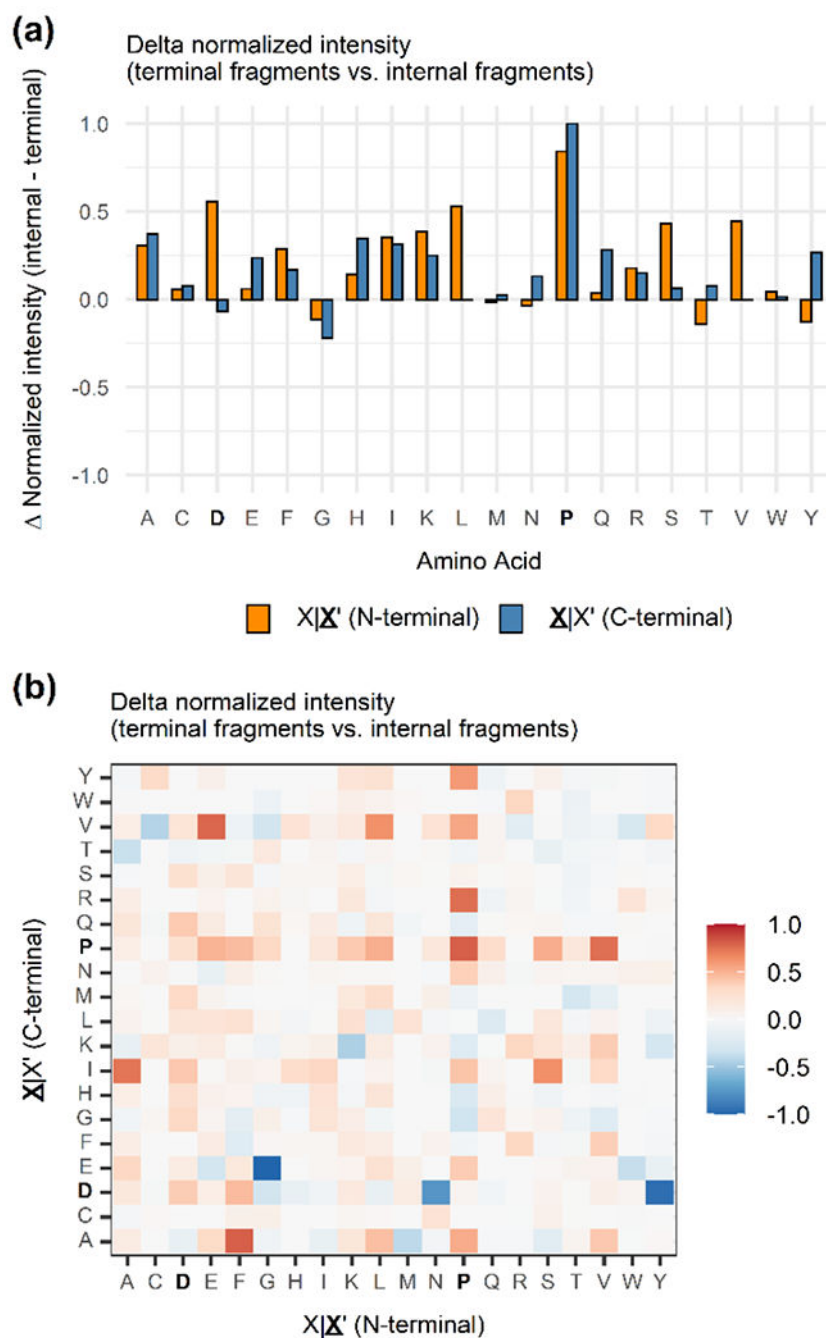 (a)
Delta normalized intensity
(terminal fragments vs. internal fragments)
Δ Normalized intensity (internal - terminal)
1.0
0.5
0.0
-0.5
-1.0
A C D E F G H I K L M N P Q R S T V W Y
Amino Acid
X|X' (N-terminal) X|X' (C-terminal)
(b)
Delta normalized intensity
(terminal fragments vs. internal fragments)
X|X' (C-terminal)
Y
W
V
T
S
R
Q
P
N
M
L
K
I
H
G
F
E
D
C
A
A C D E F G H I K L M N P Q R S T V W Y
X|X' (N-terminal)
1.0
0.5
0.0
-0.5
-1.0